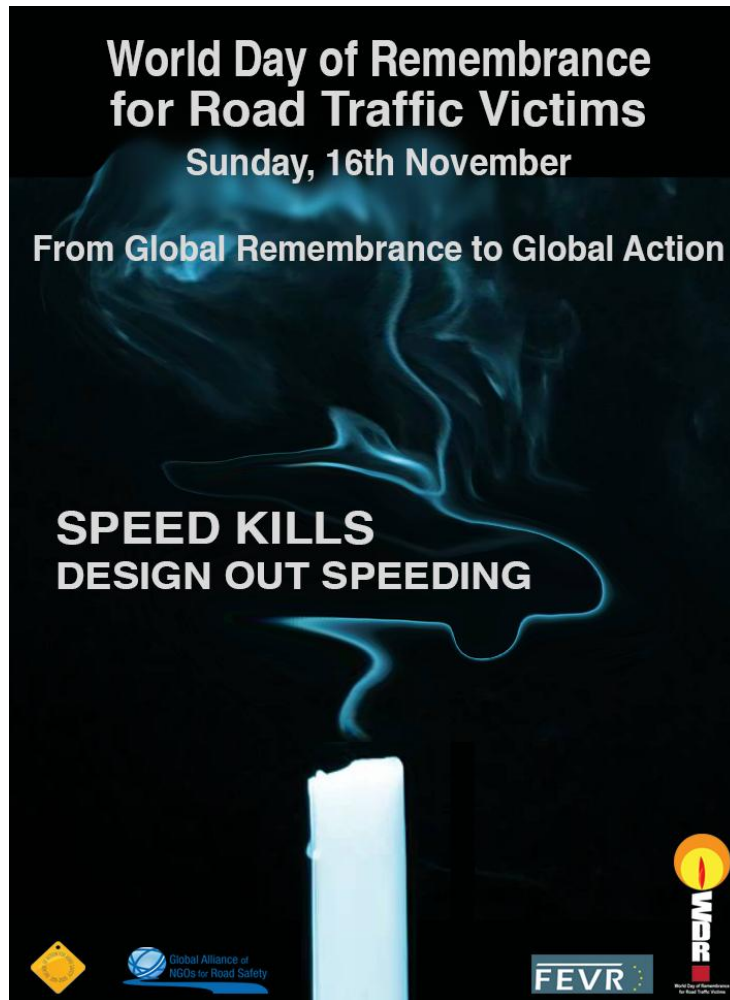 World Day of Remembrance
for Road Traffic Victims
Sunday, 16th November
From Global Remembrance to Global Action
SPEED KILLS
DESIGN OUT SPEEDING
Global Alliance of
NGOs for Road Safety
FEVR
WDR
World Day of Remembrance
for Road Traffic Victims